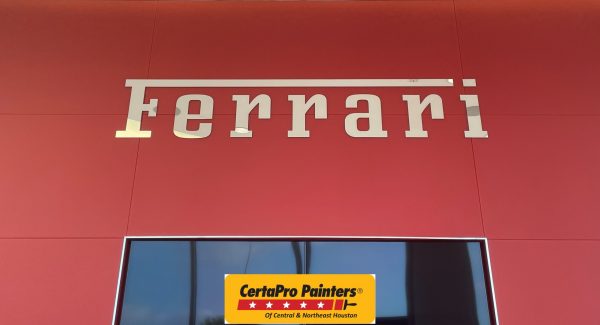 Ferrari
CertaPro Painters®
Of Central & Northeast Houston